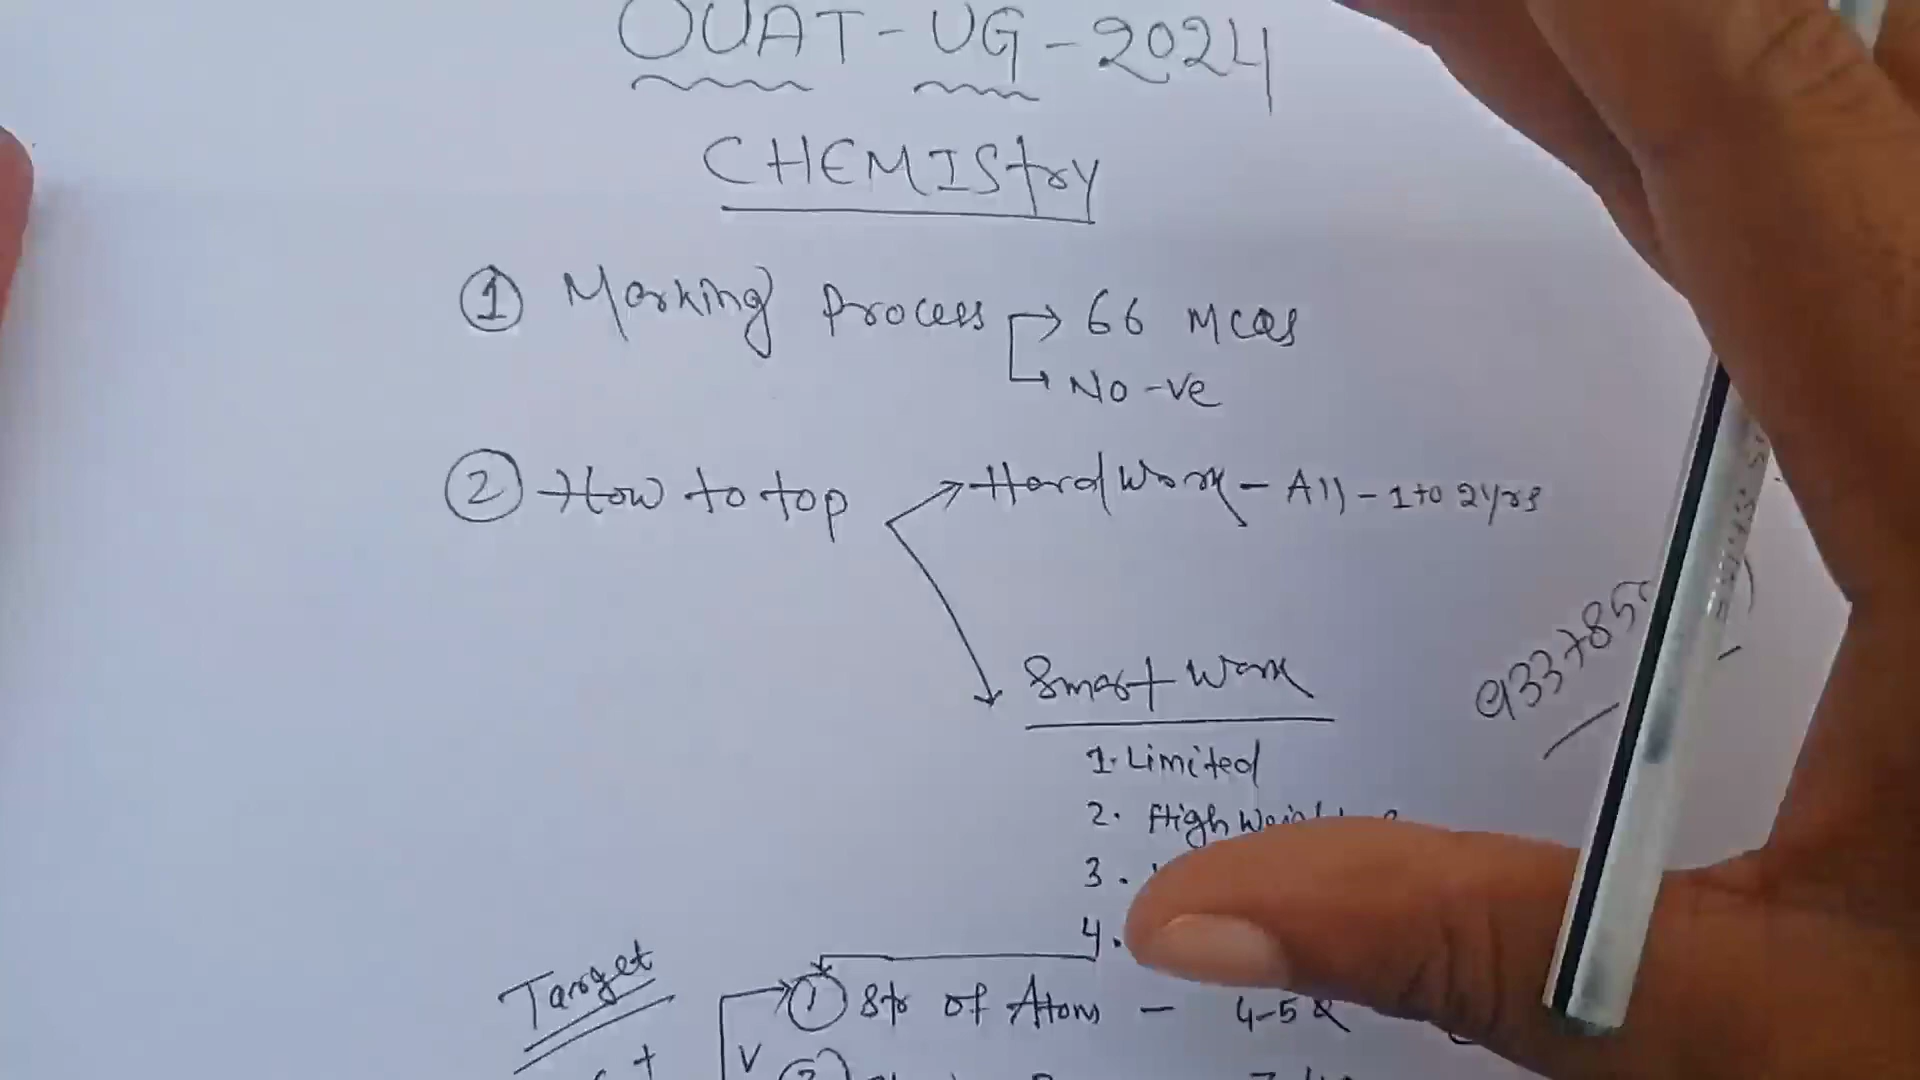 OUAT-UG-2024
CHEMIStry
① Marking Process → 66 MCQs
→ No -ve
② How to top → Hard Work - All - 1 to 2yrs
Smart Work
1. Limited
2. High
3.
4.
Target
① Str of Atom - 4-5 Q
933785